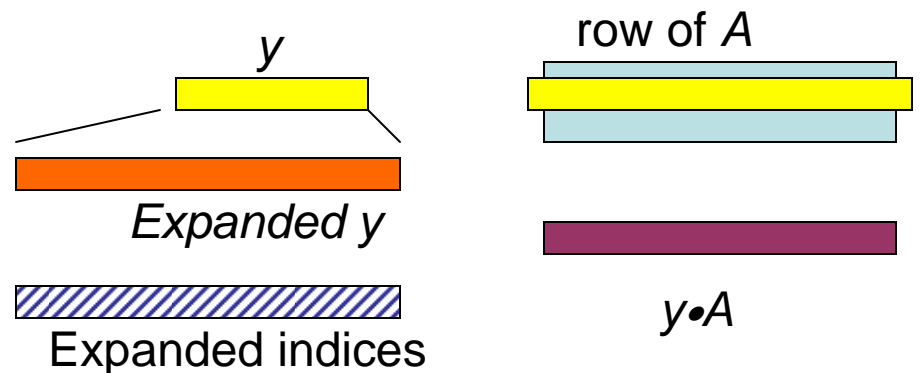 y
Expanded y
Expanded indices
row of A
y•A